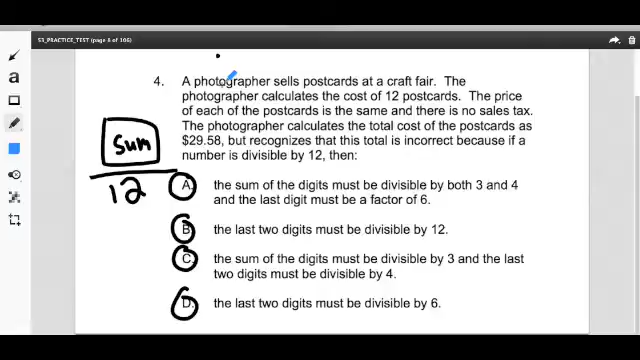 53_PRACTICE_TEST (page 6 of 106)
4. A photographer sells postcards at a craft fair. The
photographer calculates the cost of 12 postcards. The price
of each of the postcards is the same and there is no sales tax.
The photographer calculates the total cost of the postcards as
$29.58, but recognizes that this total is incorrect because if a
number is divisible by 12, then:
Sum
12
A. the sum of the digits must be divisible by both 3 and 4
and the last digit must be a factor of 6.
B. the last two digits must be divisible by 12.
C. the sum of the digits must be divisible by 3 and the last
two digits must be divisible by 4.
D. the last two digits must be divisible by 6.
a